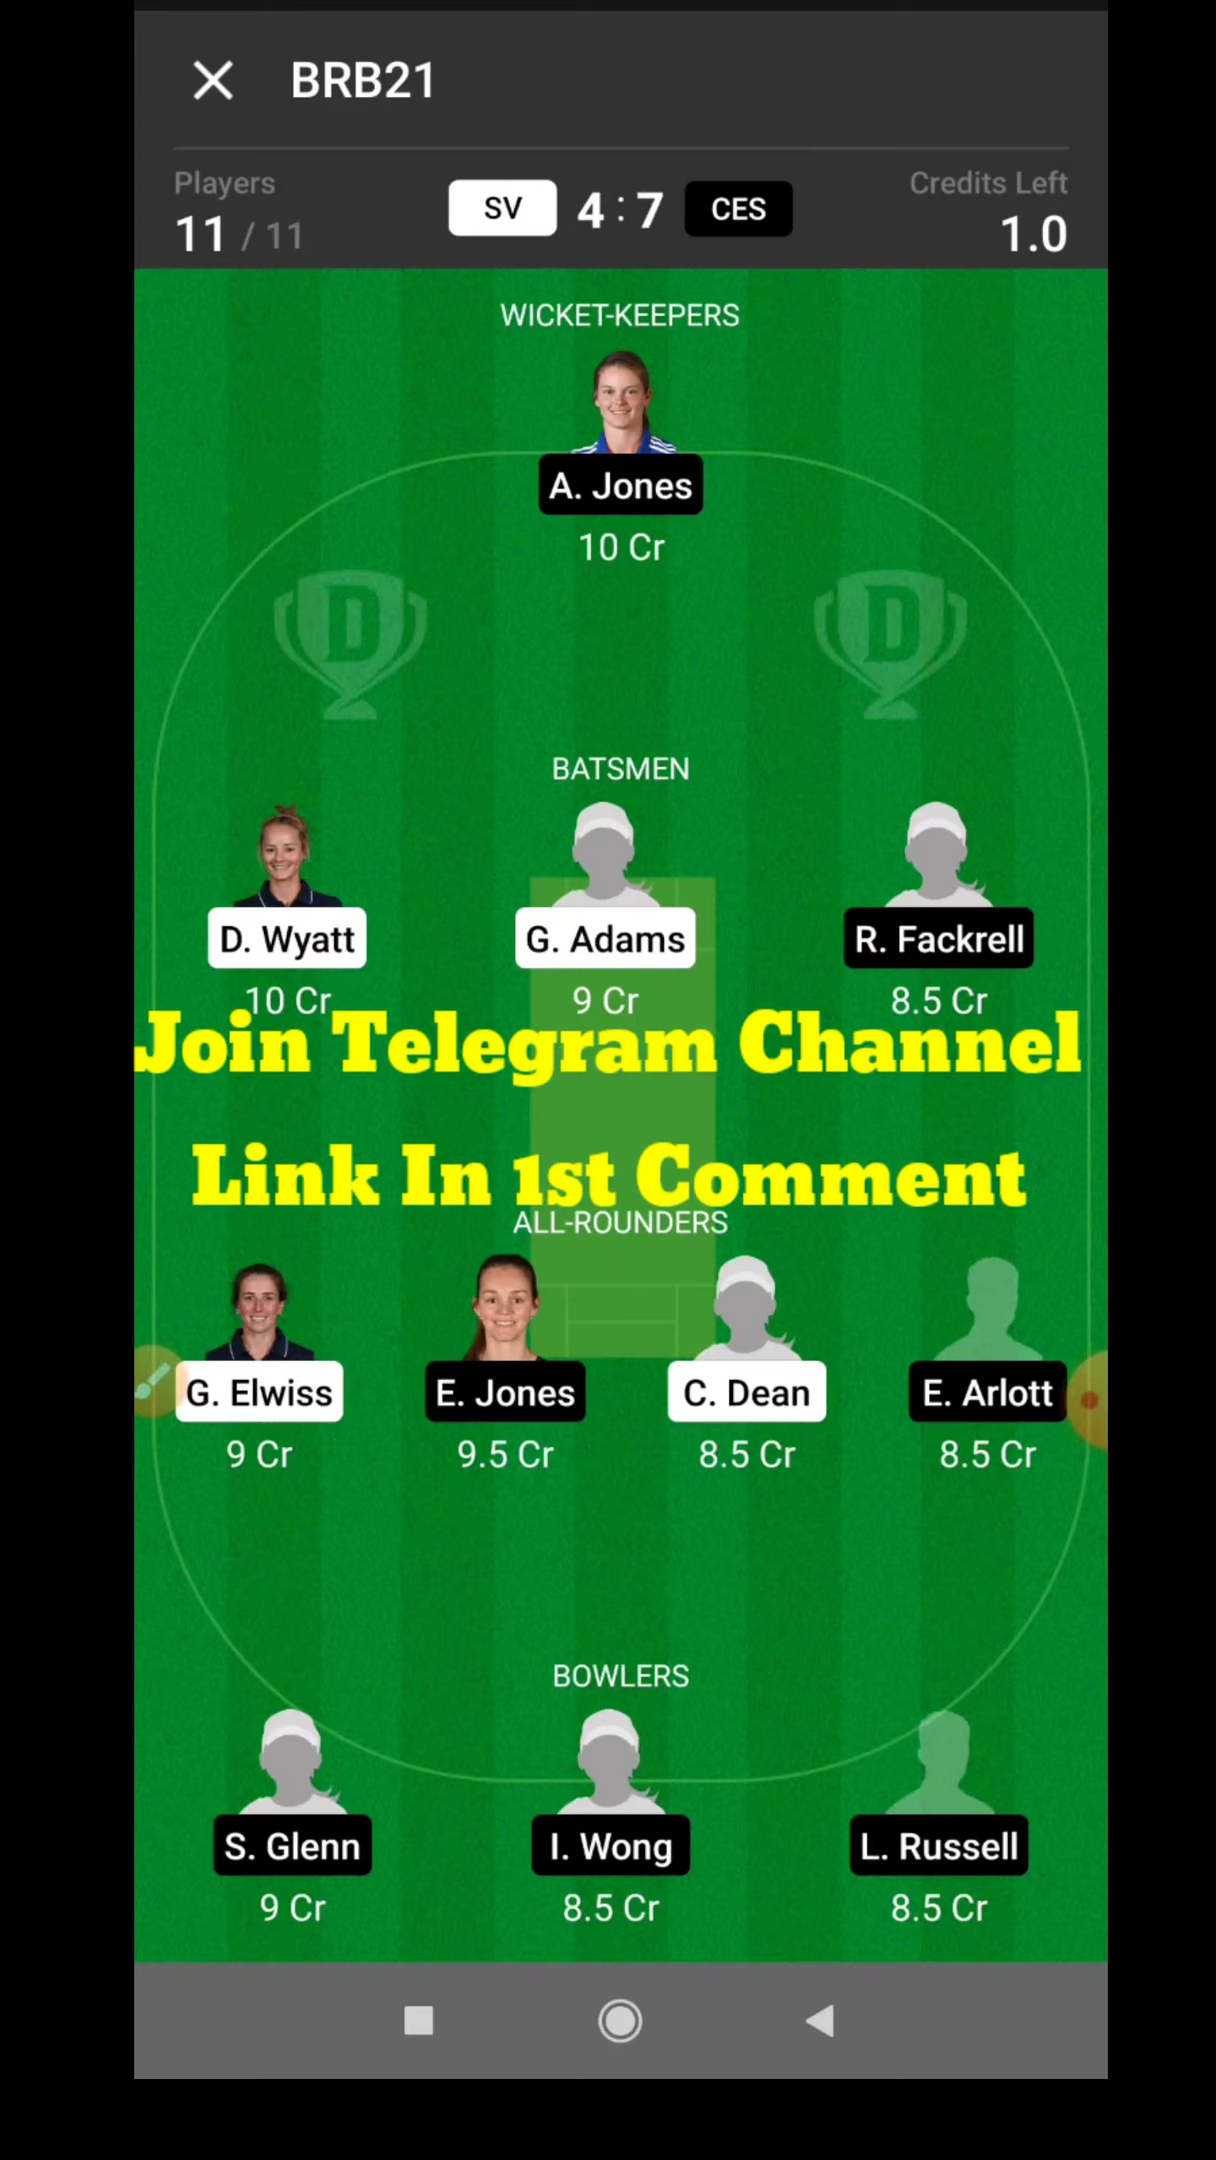 BRB21
Players
Credits Left
11 / 11
SV 4 : 7 CES
1.0
WICKET-KEEPERS
A. Jones
10 Cr
D D
BATSMEN
D. Wyatt G. Adams R. Fackrell
10 Cr 9 Cr 8.5 Cr
Join Telegram Channel
Link In 1st Comment
ALL-ROUNDERS
G. Elwiss E. Jones C. Dean E. Arlott
9 Cr 9.5 Cr 8.5 Cr 8.5 Cr
BOWLERS
S. Glenn I. Wong L. Russell
9 Cr 8.5 Cr 8.5 Cr